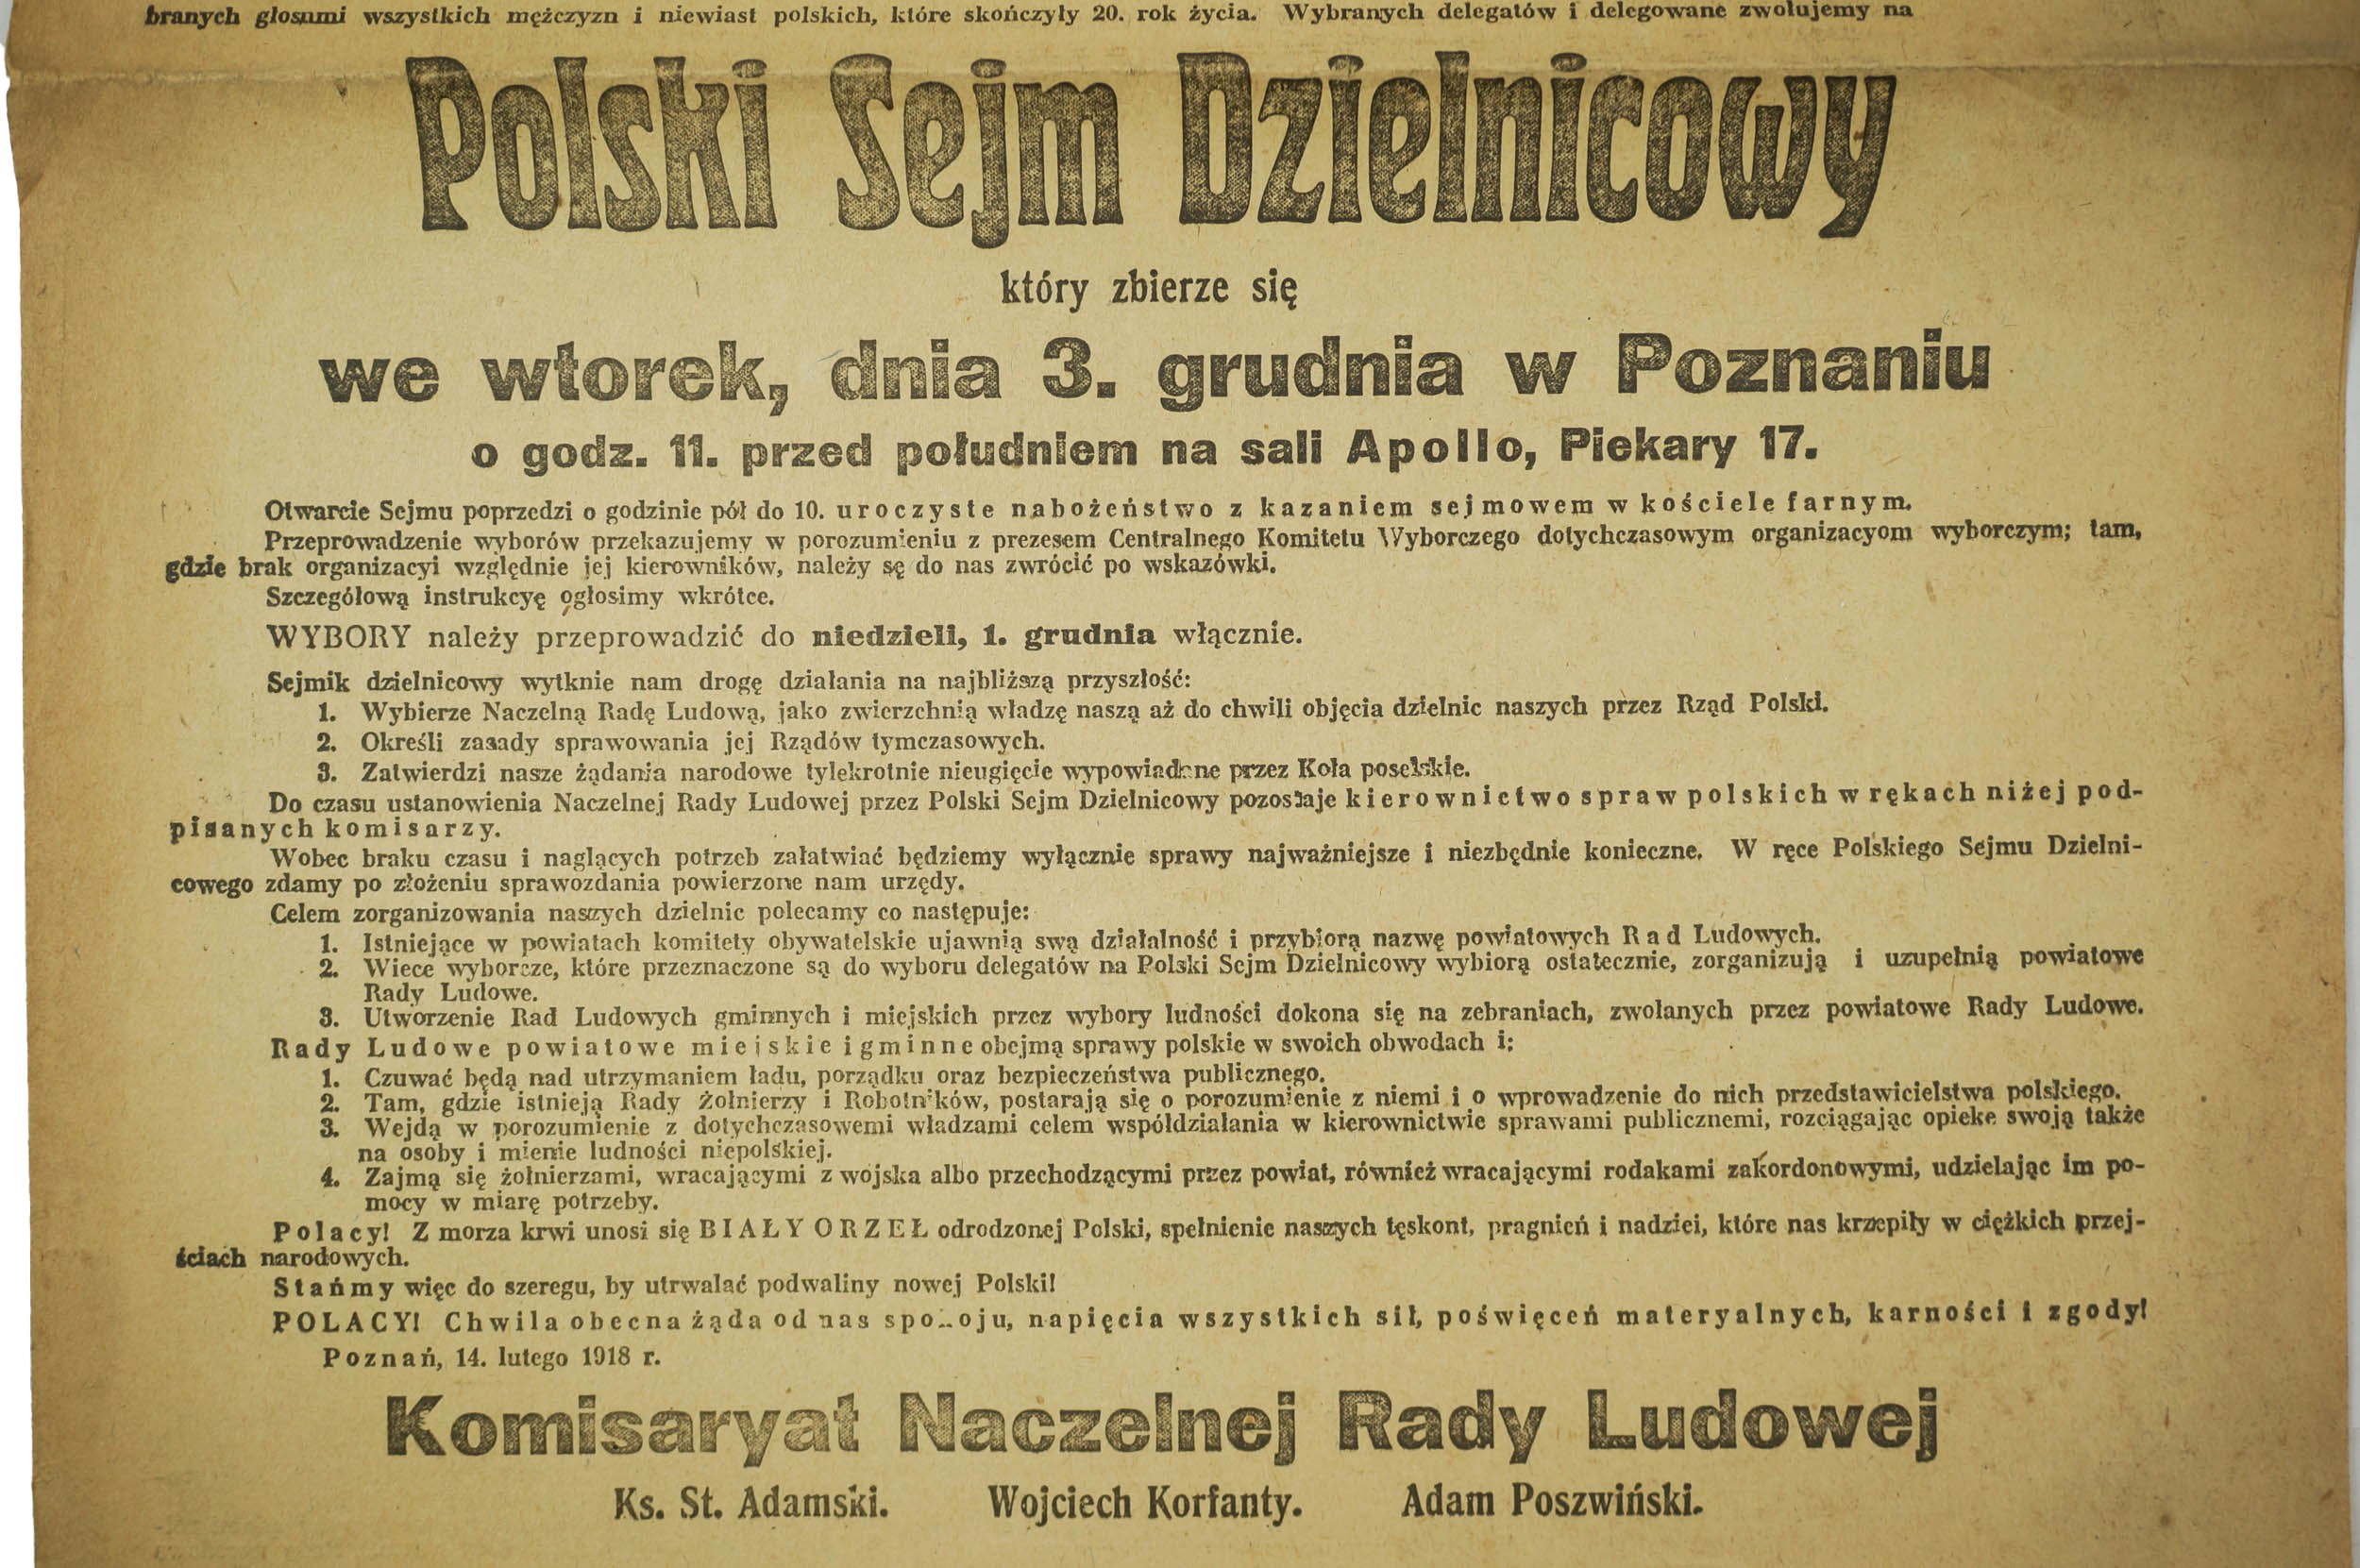 branych głosami wszystkich mężczyzn i niewiast polskich, które skończyły 20. rok życia. Wybranych delegatów i delegowane zwołujemy na
Polski Sejm Dzielnicowy
który zbierze się
we wtorek, dnia 3. grudnia w Poznaniu
o godz. 11. przed południem na sali Apollo, Piekary 17.
Otwarcie Sejmu poprzedzi o godzinie pół do 10. uroczyste nabożeństwo z kazaniem sejmowem w kościele farnym.
Przeprowadzenie wyborów przekazujemy w porozumieniu z prezesem Centralnego Komitetu Wyborczego dotychczasowym organizacyom wyborczym; tam,
gdzie brak organizacyi względnie jej kierowników, należy sę do nas zwrócić po wskazówki.
Szczegółową instrukcyę ogłosimy wkrótce.
WYBORY należy przeprowadzić do niedzieli, 1. grudnia włącznie.
Sejmik dzielnicowy wytknie nam drogę działania na najbliższą przyszłość:
1. Wybierze Naczelną Radę Ludową, jako zwierzchnią władzę naszą aż do chwili objęcia dzielnic naszych przez Rząd Polski.
2. Określi zasady sprawowania jej Rządów tymczasowych.
3. Zatwierdzi nasze żądania narodowe tylekrotnie nieugięcie wypowiadane przez Koła poselskie.
Do czasu ustanowienia Naczelnej Rady Ludowej przez Polski Sejm Dzielnicowy pozostaje kierownictwo spraw polskich w rękach niżej pod-
pisanych komisarzy.
Wobec braku czasu i naglących potrzeb załatwiać będziemy wyłącznie sprawy najważniejsze i niezbędnie konieczne. W ręce Polskiego Sejmu Dzielni-
cowego zdamy po złożeniu sprawozdania powierzone nam urzędy.
Celem zorganizowania naszych dzielnic polecamy co następuje:
1. Istniejące w powiatach komitety obywatelskie ujawnią swą działalność i przybiorą nazwę powiatowych Rad Ludowych.
2. Wiece wyborcze, które przeznaczone są do wyboru delegatów na Polski Sejm Dzielnicowy wybiorą ostatecznie, zorganizują i uzupełnią powiatowe
Rady Ludowe.
3. Utworzenie Rad Ludowych gminnych i miejskich przez wybory ludności dokona się na zebraniach, zwołanych przez powiatowe Rady Ludowe.
Rady Ludowe powiatowe miejskie i gminne obejmą sprawy polskie w swoich obwodach i:
1. Czuwać będą nad utrzymaniem ładu, porządku oraz bezpieczeństwa publicznego.
2. Tam, gdzie istnieją Rady Żołnierzy i Robotników, postarają się o porozumienie z niemi i o wprowadzenie do nich przedstawicielstwa polskiego.
3. Wejdą w porozumienie z dotychczasowemi władzami celem współdziałania w kierownictwie sprawami publicznemi, rozciągając opiekę swoją także
na osoby i mienie ludności niepolskiej.
4. Zajmą się żołnierzami, wracającymi z wojska albo przechodzącymi przez powiat, również wracającymi rodakami zakordonowymi, udzielając im po-
mocy w miarę potrzeby.
Polacy! Z morza krwi unosi się BIAŁY ORZEŁ odrodzonej Polski, spełnienie naszych tęsknot, pragnień i nadziei, które nas krzepiły w ciężkich przej-
ściach narodowych.
Stańmy więc do szeregu, by utrwalać podwaliny nowej Polski!
POLACY! Chwila obecna żąda od nas spokoju, napięcia wszystkich sił, poświęceń materyalnych, karności i zgody!
Poznań, 14. lutego 1918 r.
Komisaryat Naczelnej Rady Ludowej
Ks. St. Adamski. Wojciech Korfanty. Adam Poszwiński.